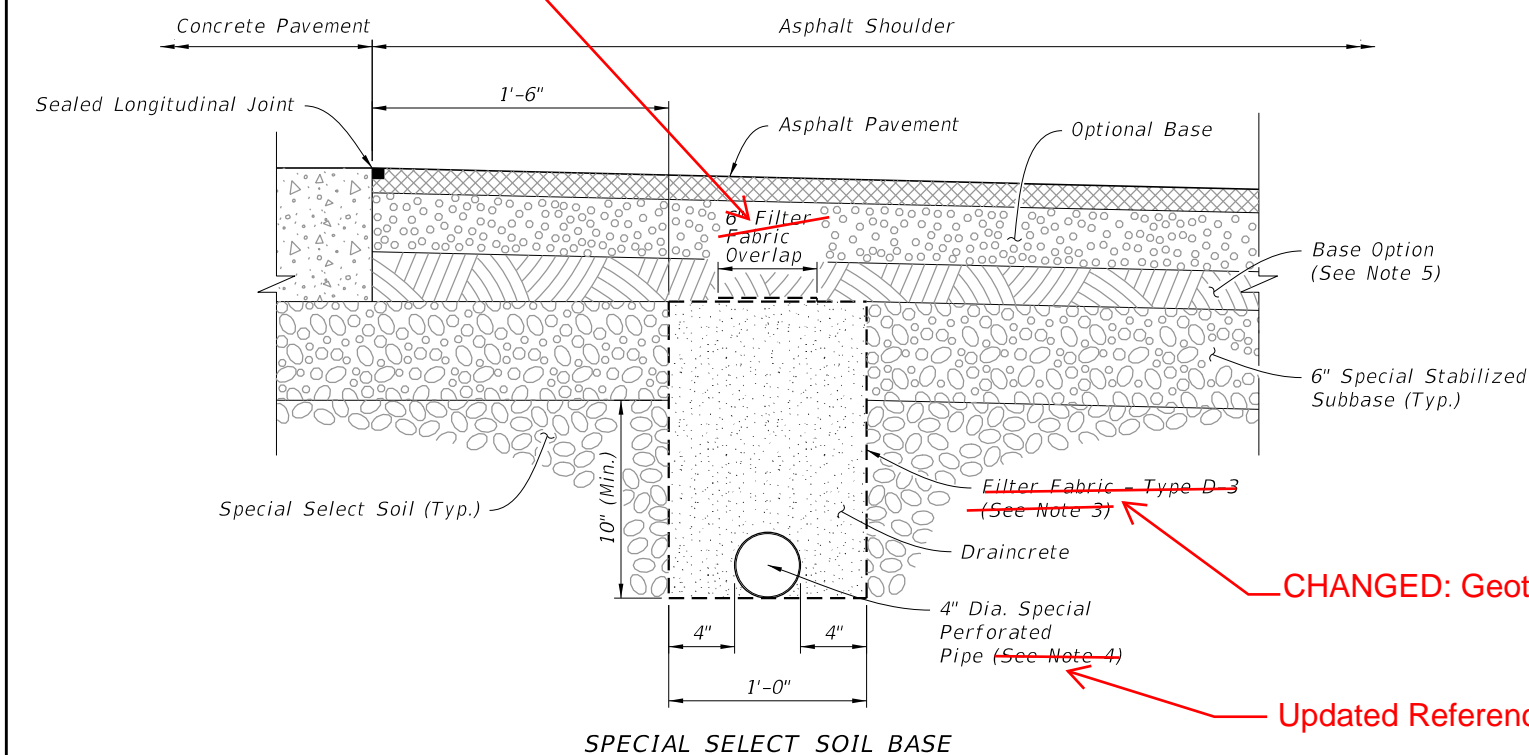 Concrete Pavement
Asphalt Shoulder
Sealed Longitudinal Joint
1'-6"
Asphalt Pavement
Optional Base
6" Filter
Fabric
Overlap
Base Option
(See Note 5)
6" Special Stabilized
Subbase (Typ.)
10" (Min.)
Special Select Soil (Typ.)
Filter Fabric - Type D-3
(See Note 3)
Draincrete
CHANGED: Geot
4" Dia. Special
Perforated
Pipe (See Note 4)
4"
4"
1'-0"
Updated Referenc
SPECIAL SELECT SOIL BASE